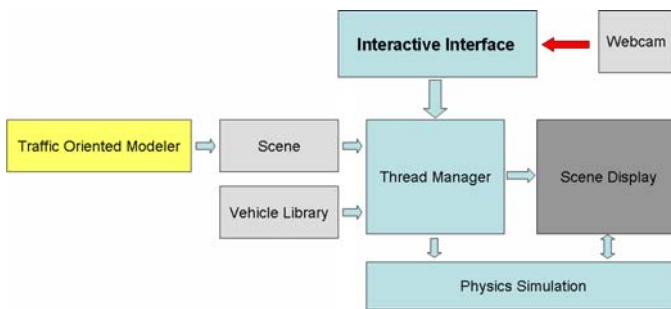 Interactive Interface
Webcam
Traffic Oriented Modeler
Scene
Thread Manager
Scene Display
Vehicle Library
Physics Simulation